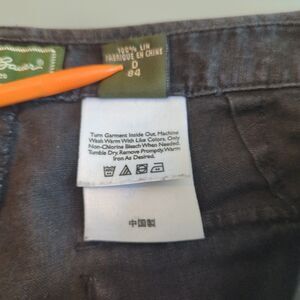 Bauer®
100% LIN
FABRIQUE EN CHINE
D
84
Turn Garment Inside Out, Machine
Wash Warm With Like Colors, Only
Non-Chlorine Bleach When Needed.
Tumble Dry, Remove Promptly. Warm
Iron As Desired.
中国製